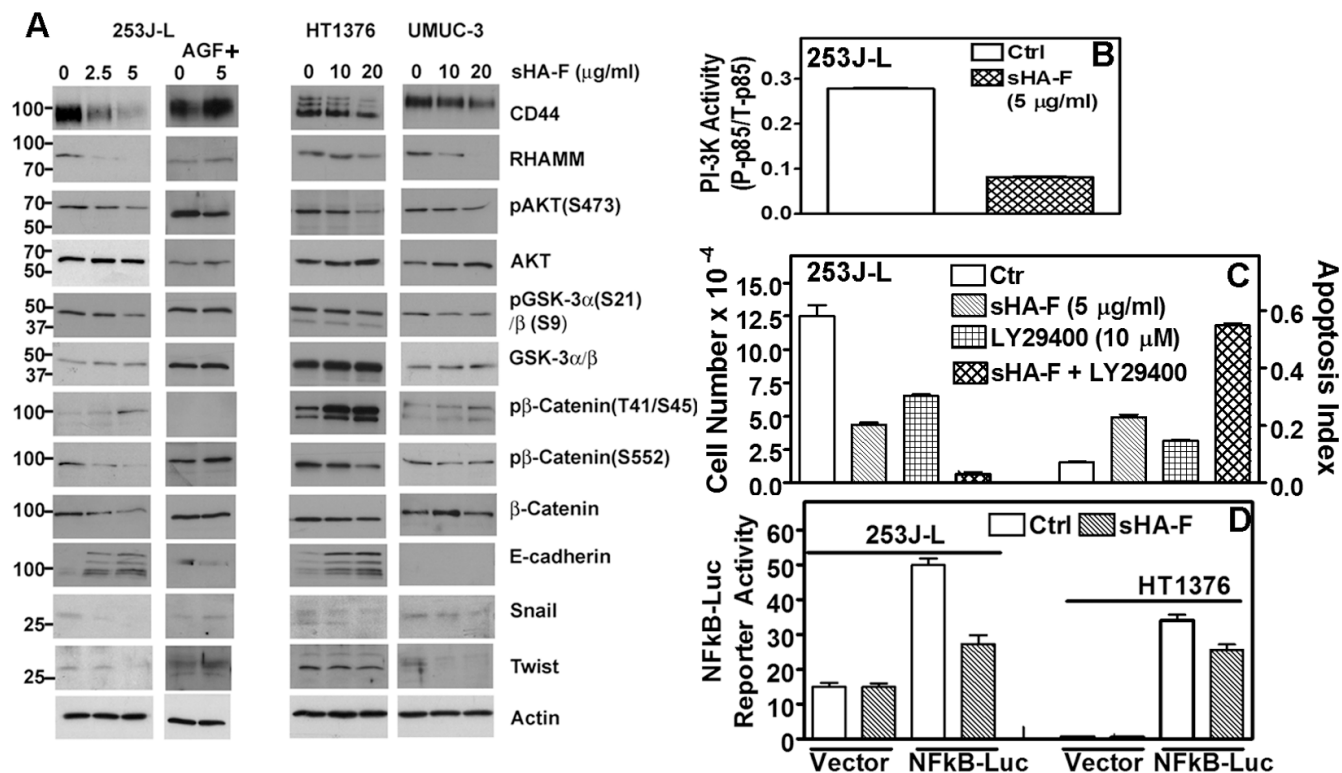 A
253J-L
AGF+
HT1376
UMUC-3
0 2.5 5 0 5 0 10 20 0 10 20 sHA-F (μg/ml)
100 CD44
100
70
RHAMM
70
50
pAKT(S473)
70
50
AKT
50
37
pGSK-3α(S21)
/β (S9)
50
37
GSK-3α/β
100 pβ-Catenin(T41/S45)
pβ-Catenin(S552)
100
100 β-Catenin
100 E-cadherin
25 Snail
25 Twist
Actin
B
253J-L
Ctrl
sHA-F
(5 μg/ml)
PI-3K Activity
(P-p85/T-p85)
0.3
0.2
0.1
0.0
C
253J-L
Ctr
sHA-F (5 μg/ml)
LY29400 (10 μM)
sHA-F + LY29400
Cell Number x 10⁻⁴
15.0
12.5
10.0
7.5
5.0
2.5
0.0
Apoptosis Index
0.6
0.4
0.2
0.0
D
Ctrl sHA-F
253J-L
HT1376
NFkB-Luc
Reporter Activity
60
50
40
30
20
10
0
Vector NFkB-Luc Vector NFkB-Luc